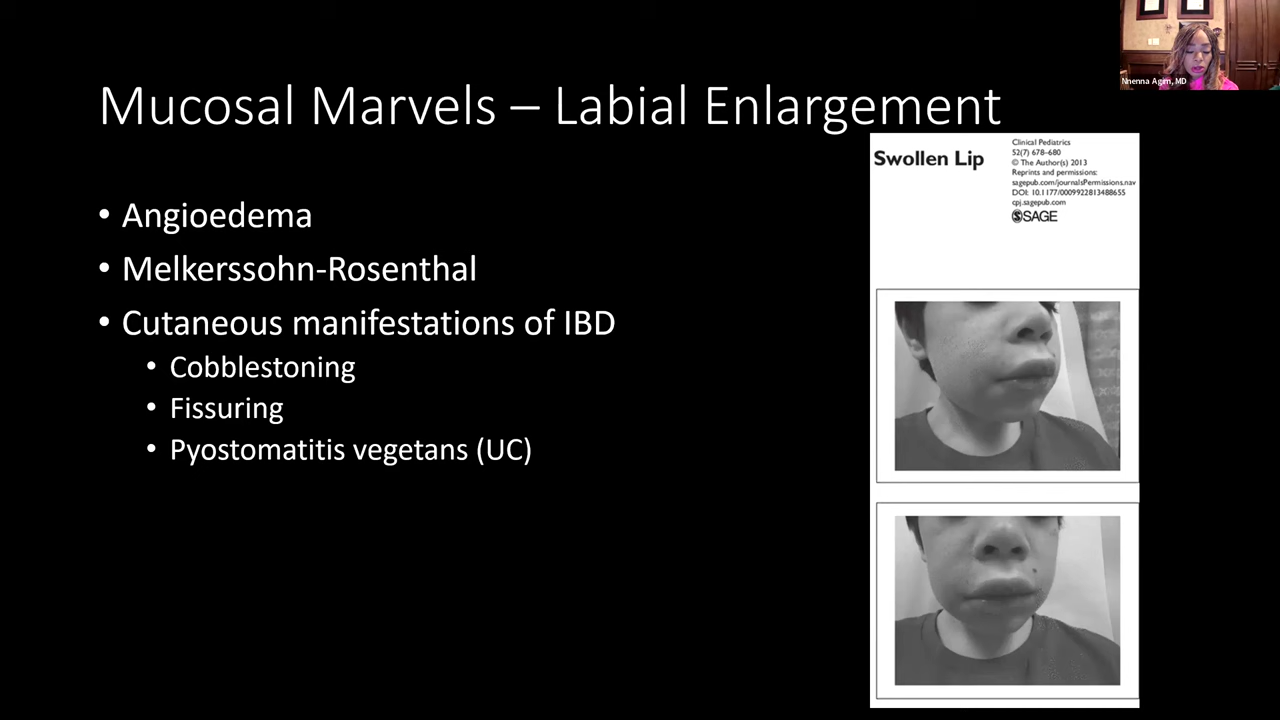 Nnenna Agim, MD
Mucosal Marvels – Labial Enlargement
• Angioedema
• Melkerssohn-Rosenthal
• Cutaneous manifestations of IBD
• Cobblestoning
• Fissuring
• Pyostomatitis vegetans (UC)
Swollen Lip
Clinical Pediatrics
52(7) 678–680
© The Author(s) 2013
Reprints and permissions:
sagepub.com/journalsPermissions.nav
DOI: 10.1177/0009922813488655
cpj.sagepub.com
SAGE